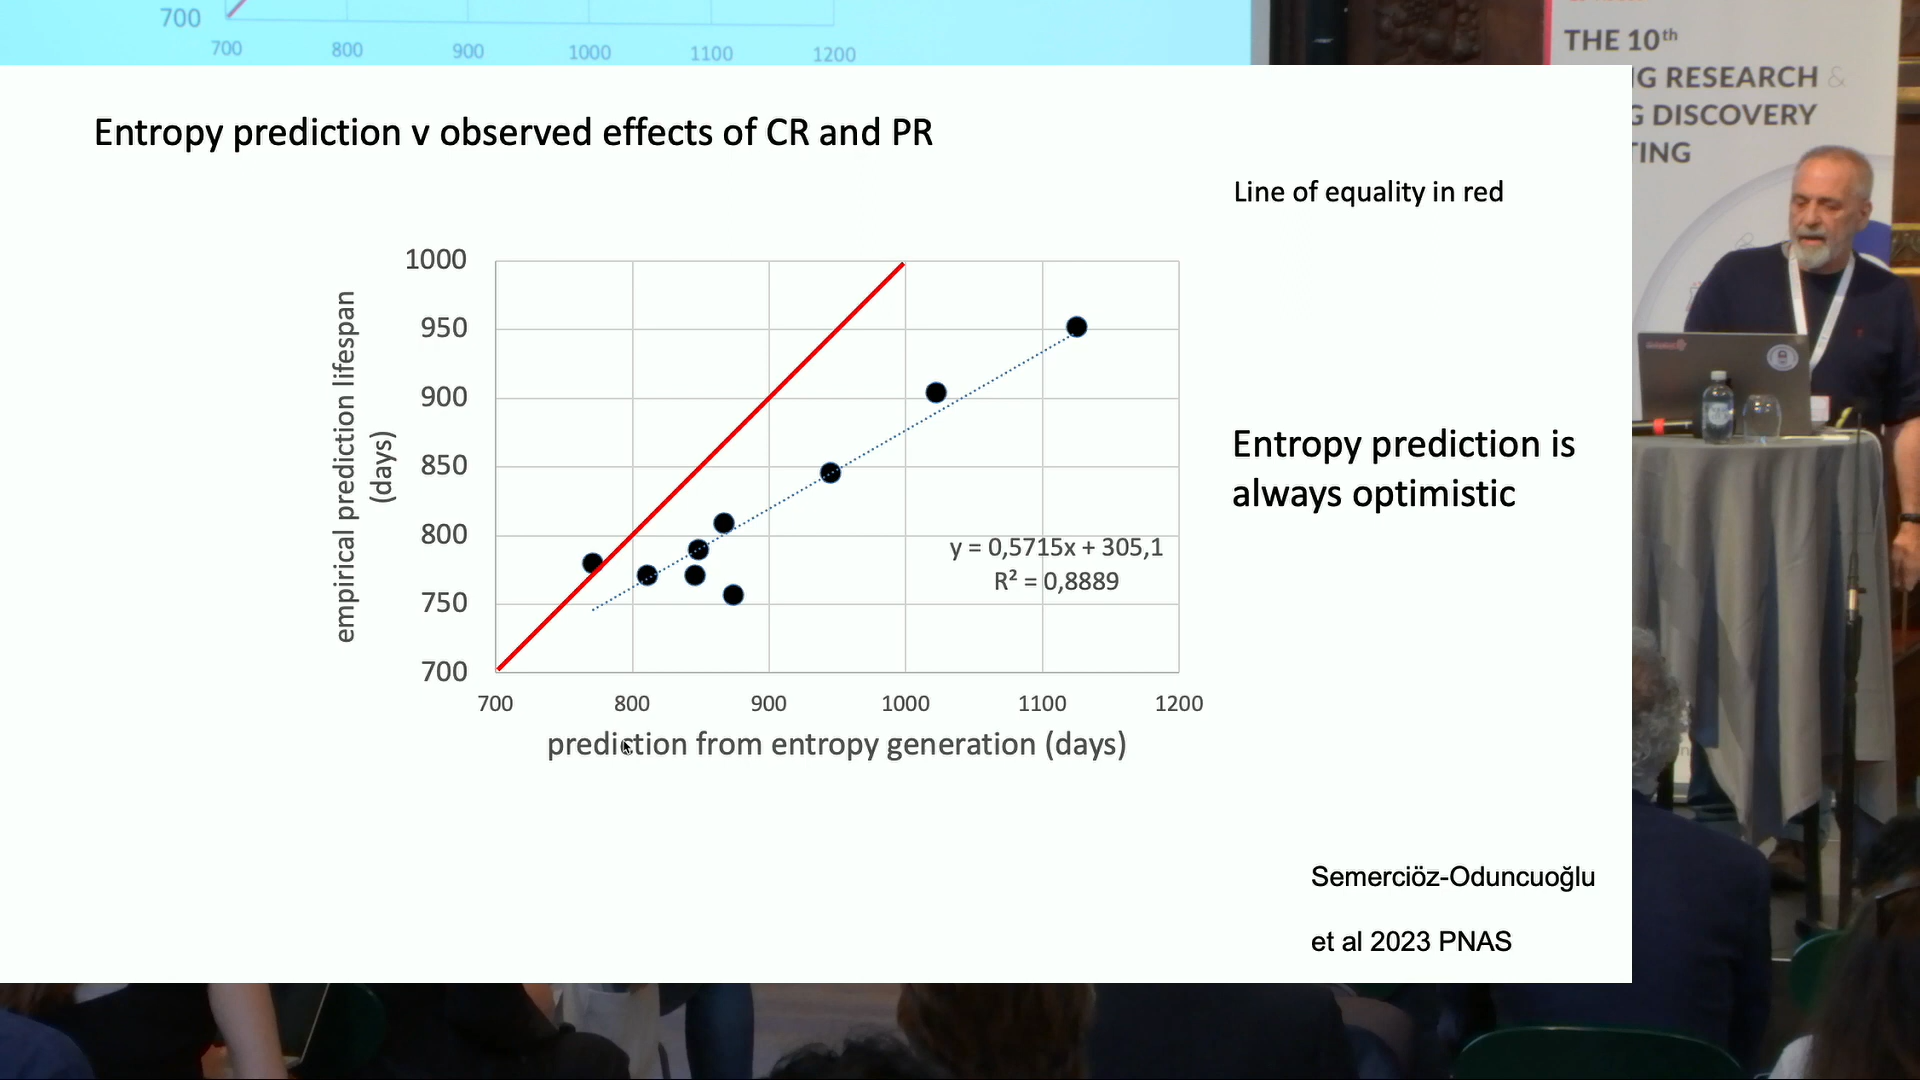 700
700 800 900 1000 1100 1200
THE 10th
G RESEARCH &
DISCOVERY
TING
Entropy prediction v observed effects of CR and PR
Line of equality in red
1000
950
900
850
800
750
700
empirical prediction lifespan
(days)
y = 0,5715x + 305,1
R² = 0,8889
700 800 900 1000 1100 1200
prediction from entropy generation (days)
Entropy prediction is
always optimistic
Semerciöz-Oduncuoğlu
et al 2023 PNAS